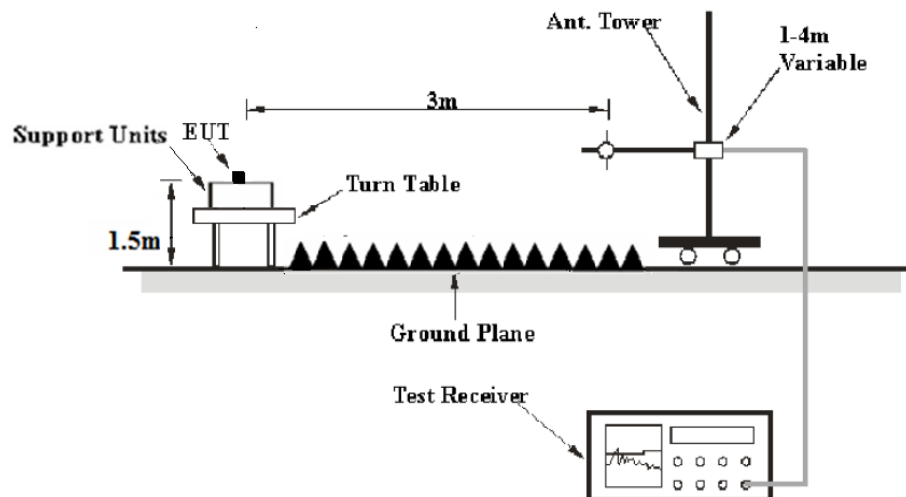 Ant. Tower
1-4m
Variable
3m
Support Units
EUT
Turn Table
1.5m
Ground Plane
Test Receiver